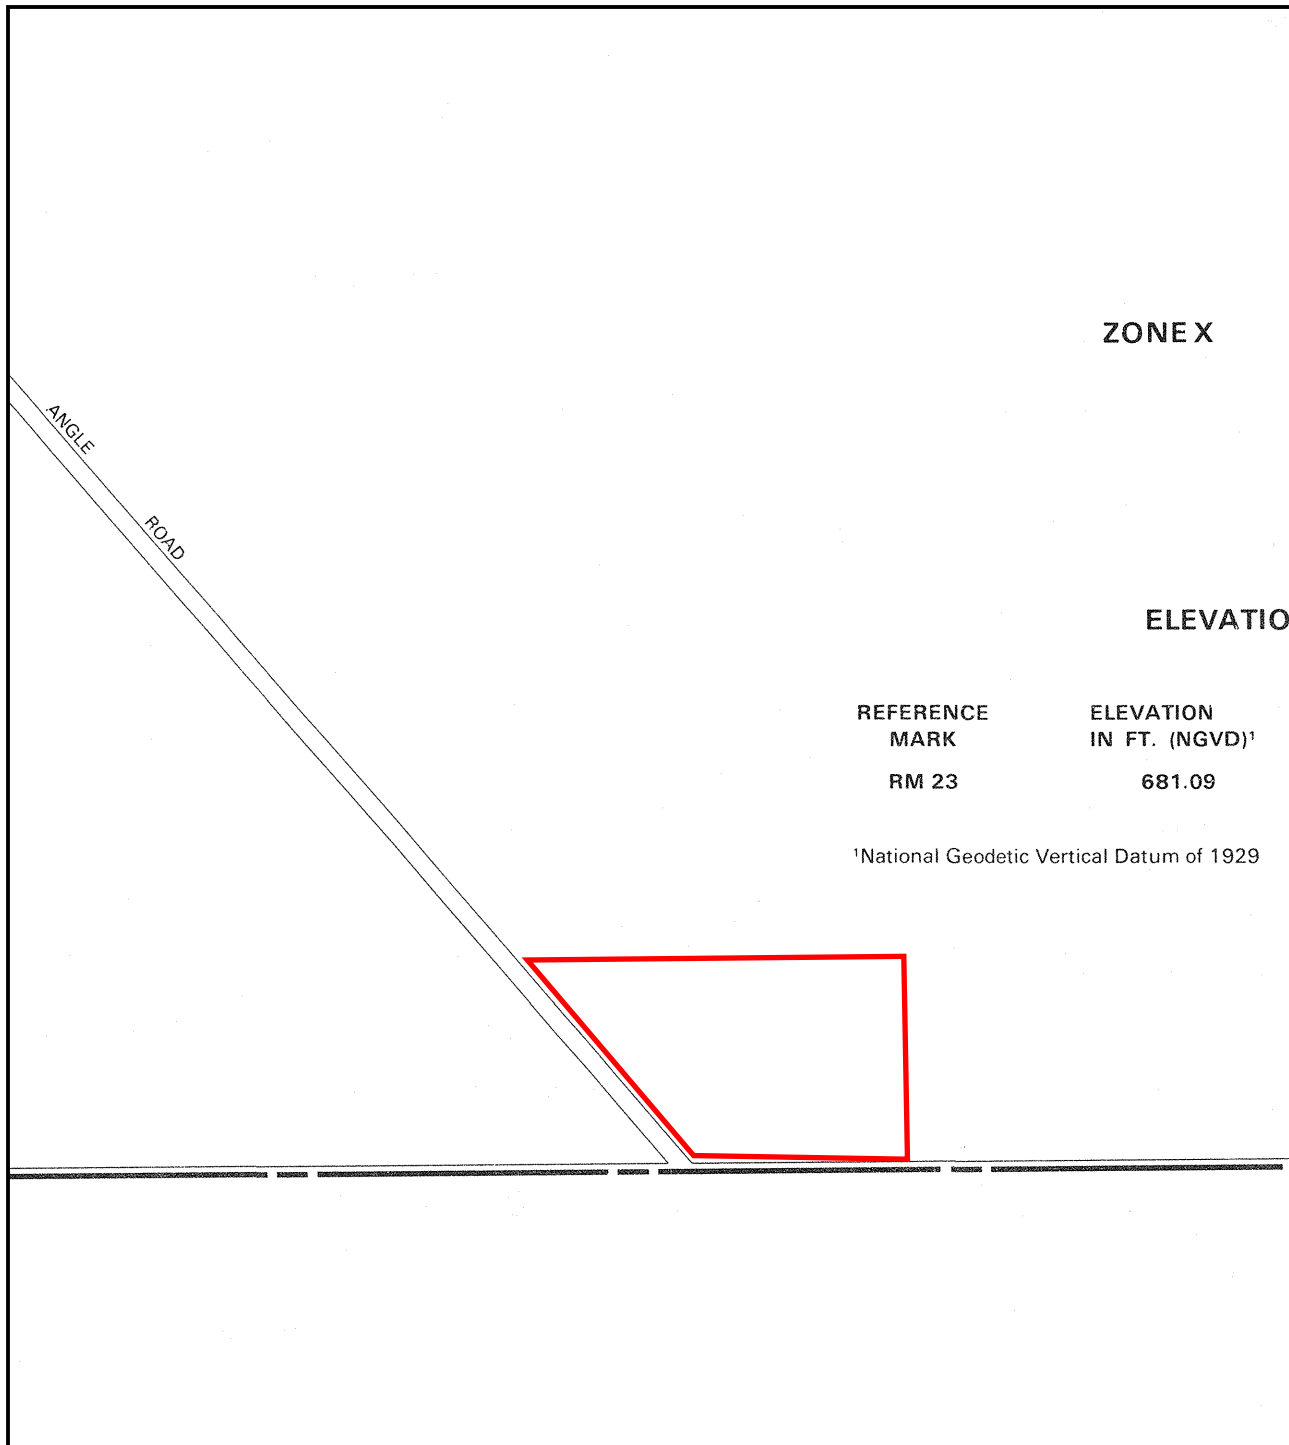 ZONE X
ANGLE
ROAD
ELEVATIO
REFERENCE MARK
ELEVATION IN FT. (NGVD)¹
RM 23
681.09
¹National Geodetic Vertical Datum of 1929